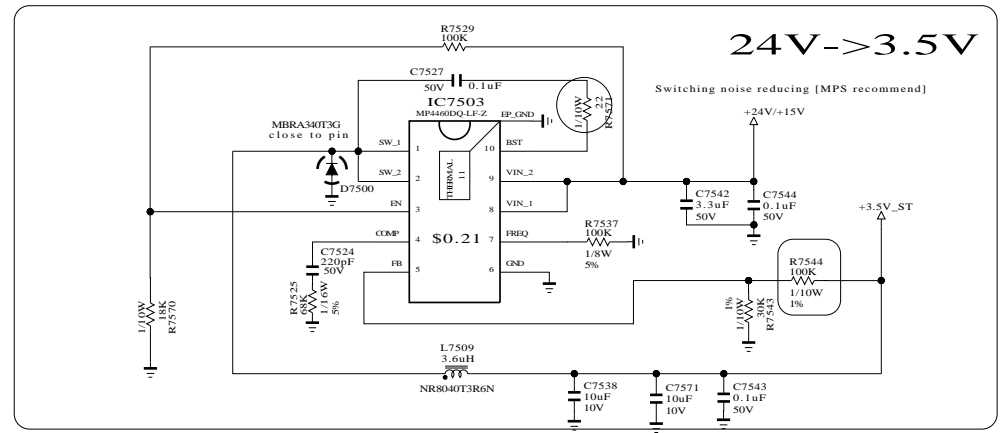 R7529
100K
24V->3.5V
C7527
50V
0.1uF
IC7503
MP4460DQ-LF-Z
EP_GND
1/10W
22
R7571
Switching noise reducing [MPS recommend]
+24V/+15V
MBRA340T3G
close to pin
D7500
SW_1
1
10
BST
SW_2
2
9
VIN_2
THERMAL
11
EN
3
8
VIN_1
COMP
4
$0.21
7
FREQ
FB
5
6
GND
C7542
3.3uF
50V
C7544
0.1uF
50V
+3.5V_ST
R7537
100K
1/8W
5%
C7524
220pF
50V
R7525
68K
1/16W
5%
R7544
100K
1/10W
1%
1%
1/10W
30K
R7543
1/10W
18K
R7570
L7509
3.6uH
NR8040T3R6N
C7538
10uF
10V
C7571
10uF
10V
C7543
0.1uF
50V